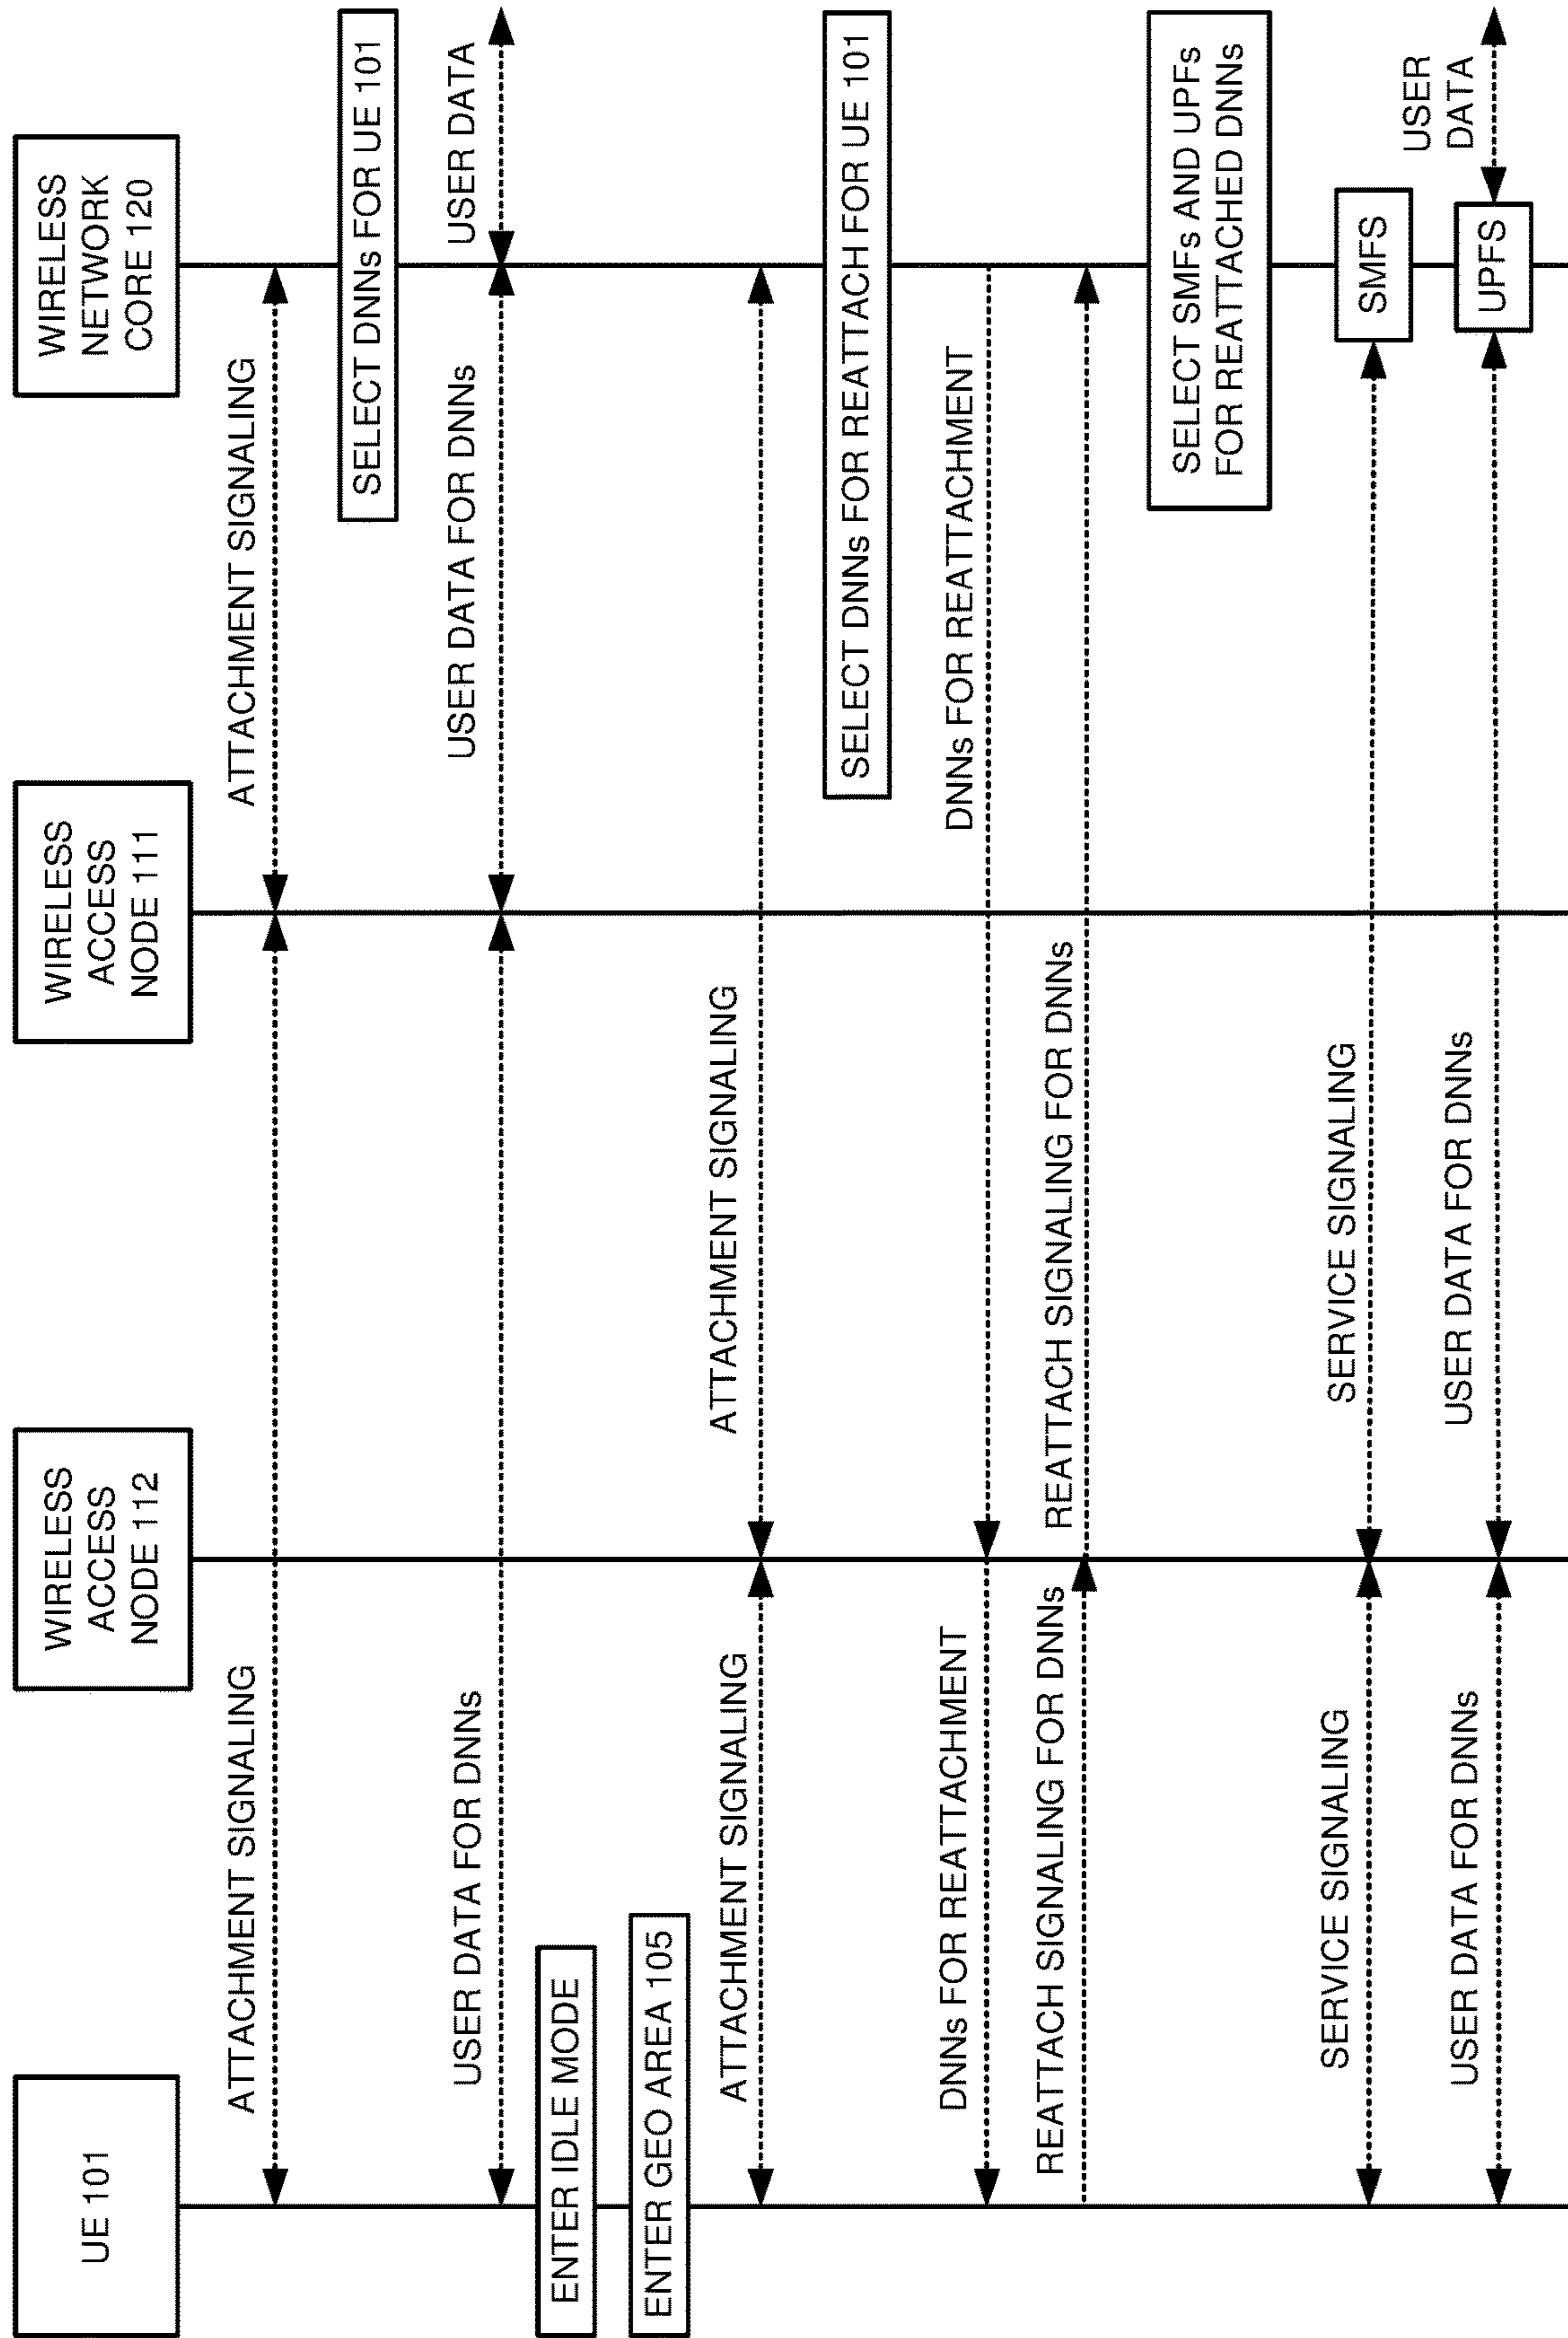 UE 101
WIRELESS
ACCESS
NODE 112
WIRELESS
ACCESS
NODE 111
WIRELESS
NETWORK
CORE 120
ATTACHMENT SIGNALING
ATTACHMENT SIGNALING
SELECT DNNs FOR UE 101
USER DATA FOR DNNs
USER DATA FOR DNNs
USER DATA
ENTER IDLE MODE
ENTER GEO AREA 105
ATTACHMENT SIGNALING
ATTACHMENT SIGNALING
SELECT DNNs FOR REATTACH FOR UE 101
DNNs FOR REATTACHMENT
DNNs FOR REATTACHMENT
REATTACH SIGNALING FOR DNNs
REATTACH SIGNALING FOR DNNs
SELECT SMFs AND UPFs
FOR REATTACHED DNNs
SERVICE SIGNALING
SERVICE SIGNALING
SMFS
USER DATA FOR DNNs
USER DATA FOR DNNs
UPFS
USER
DATA